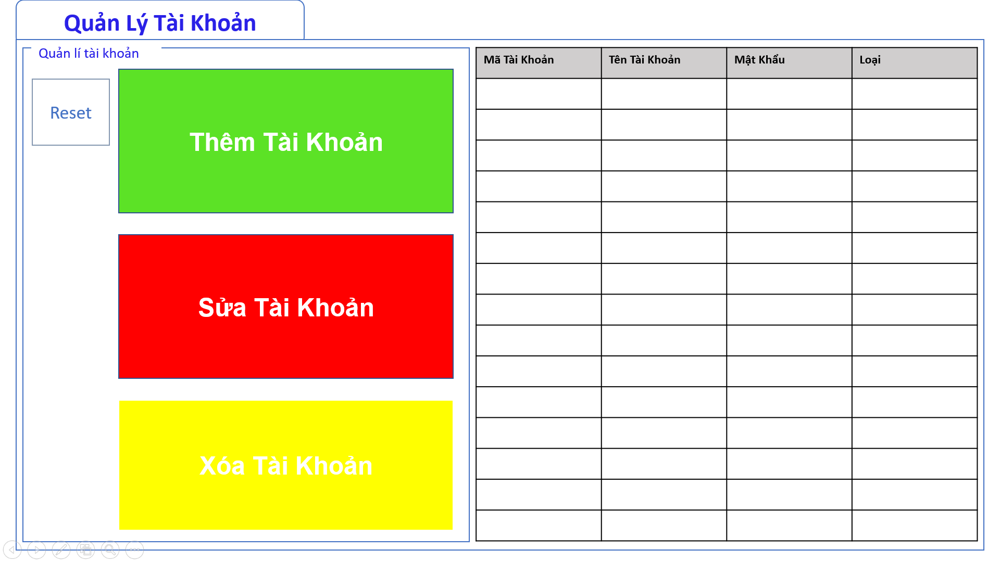 Quản Lý Tài Khoản
Quản lí tài khoản
Reset
Thêm Tài Khoản
Sửa Tài Khoản
Xóa Tài Khoản
Mã Tài Khoản Tên Tài Khoản Mật Khẩu Loại